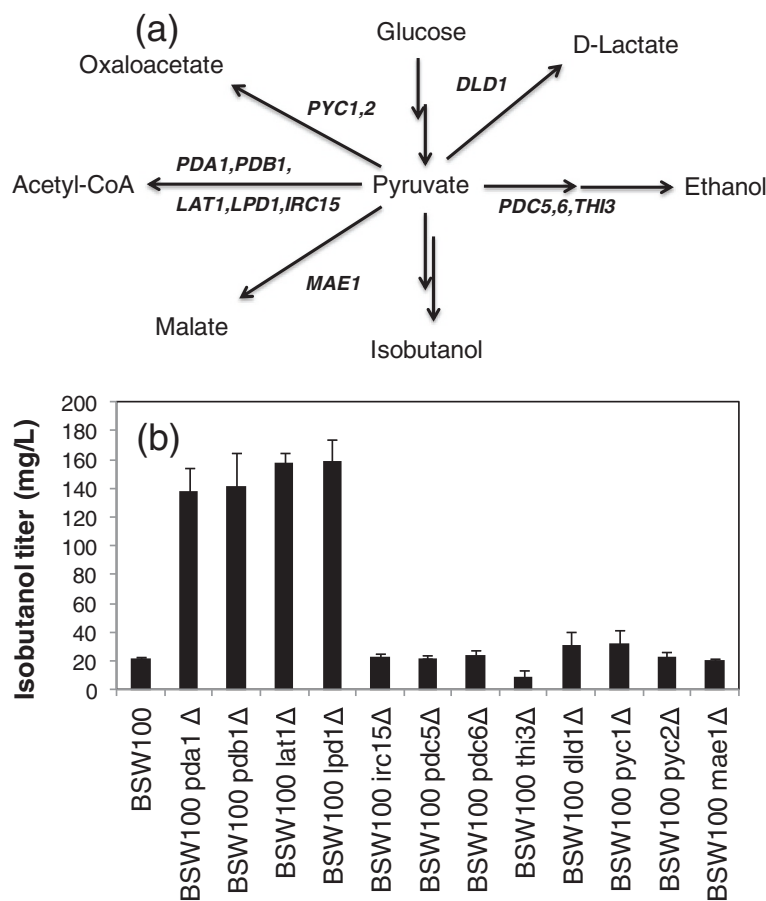 (a)
Glucose
D-Lactate
Oxaloacetate
DLD1
PYC1,2
PDA1,PDB1,
Acetyl-CoA
Pyruvate
Ethanol
LAT1,LPD1,IRC15
PDC5,6,THI3
MAE1
Malate
Isobutanol
(b)
Isobutanol titer (mg/L)
200
180
160
140
120
100
80
60
40
20
0
BSW100
BSW100 pda1 Δ
BSW100 pdb1Δ
BSW100 lat1Δ
BSW100 lpd1Δ
BSW100 irc15Δ
BSW100 pdc5Δ
BSW100 pdc6Δ
BSW100 thi3Δ
BSW100 dld1Δ
BSW100 pyc1Δ
BSW100 pyc2Δ
BSW100 mae1Δ